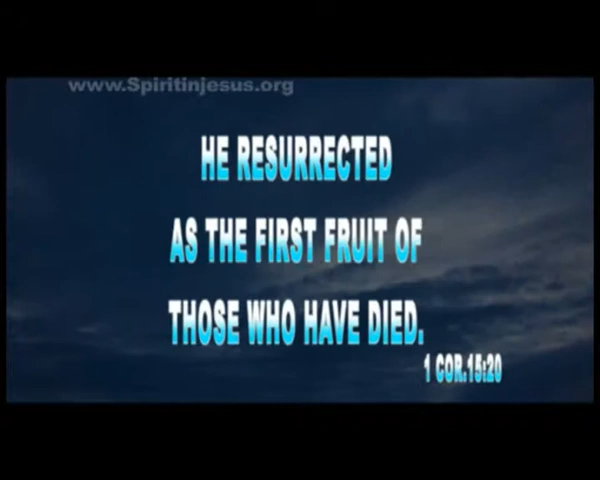 www.Spiritinjesus.org
HE RESURRECTED
AS THE FIRST FRUIT OF
THOSE WHO HAVE DIED.
1 COR.15:20